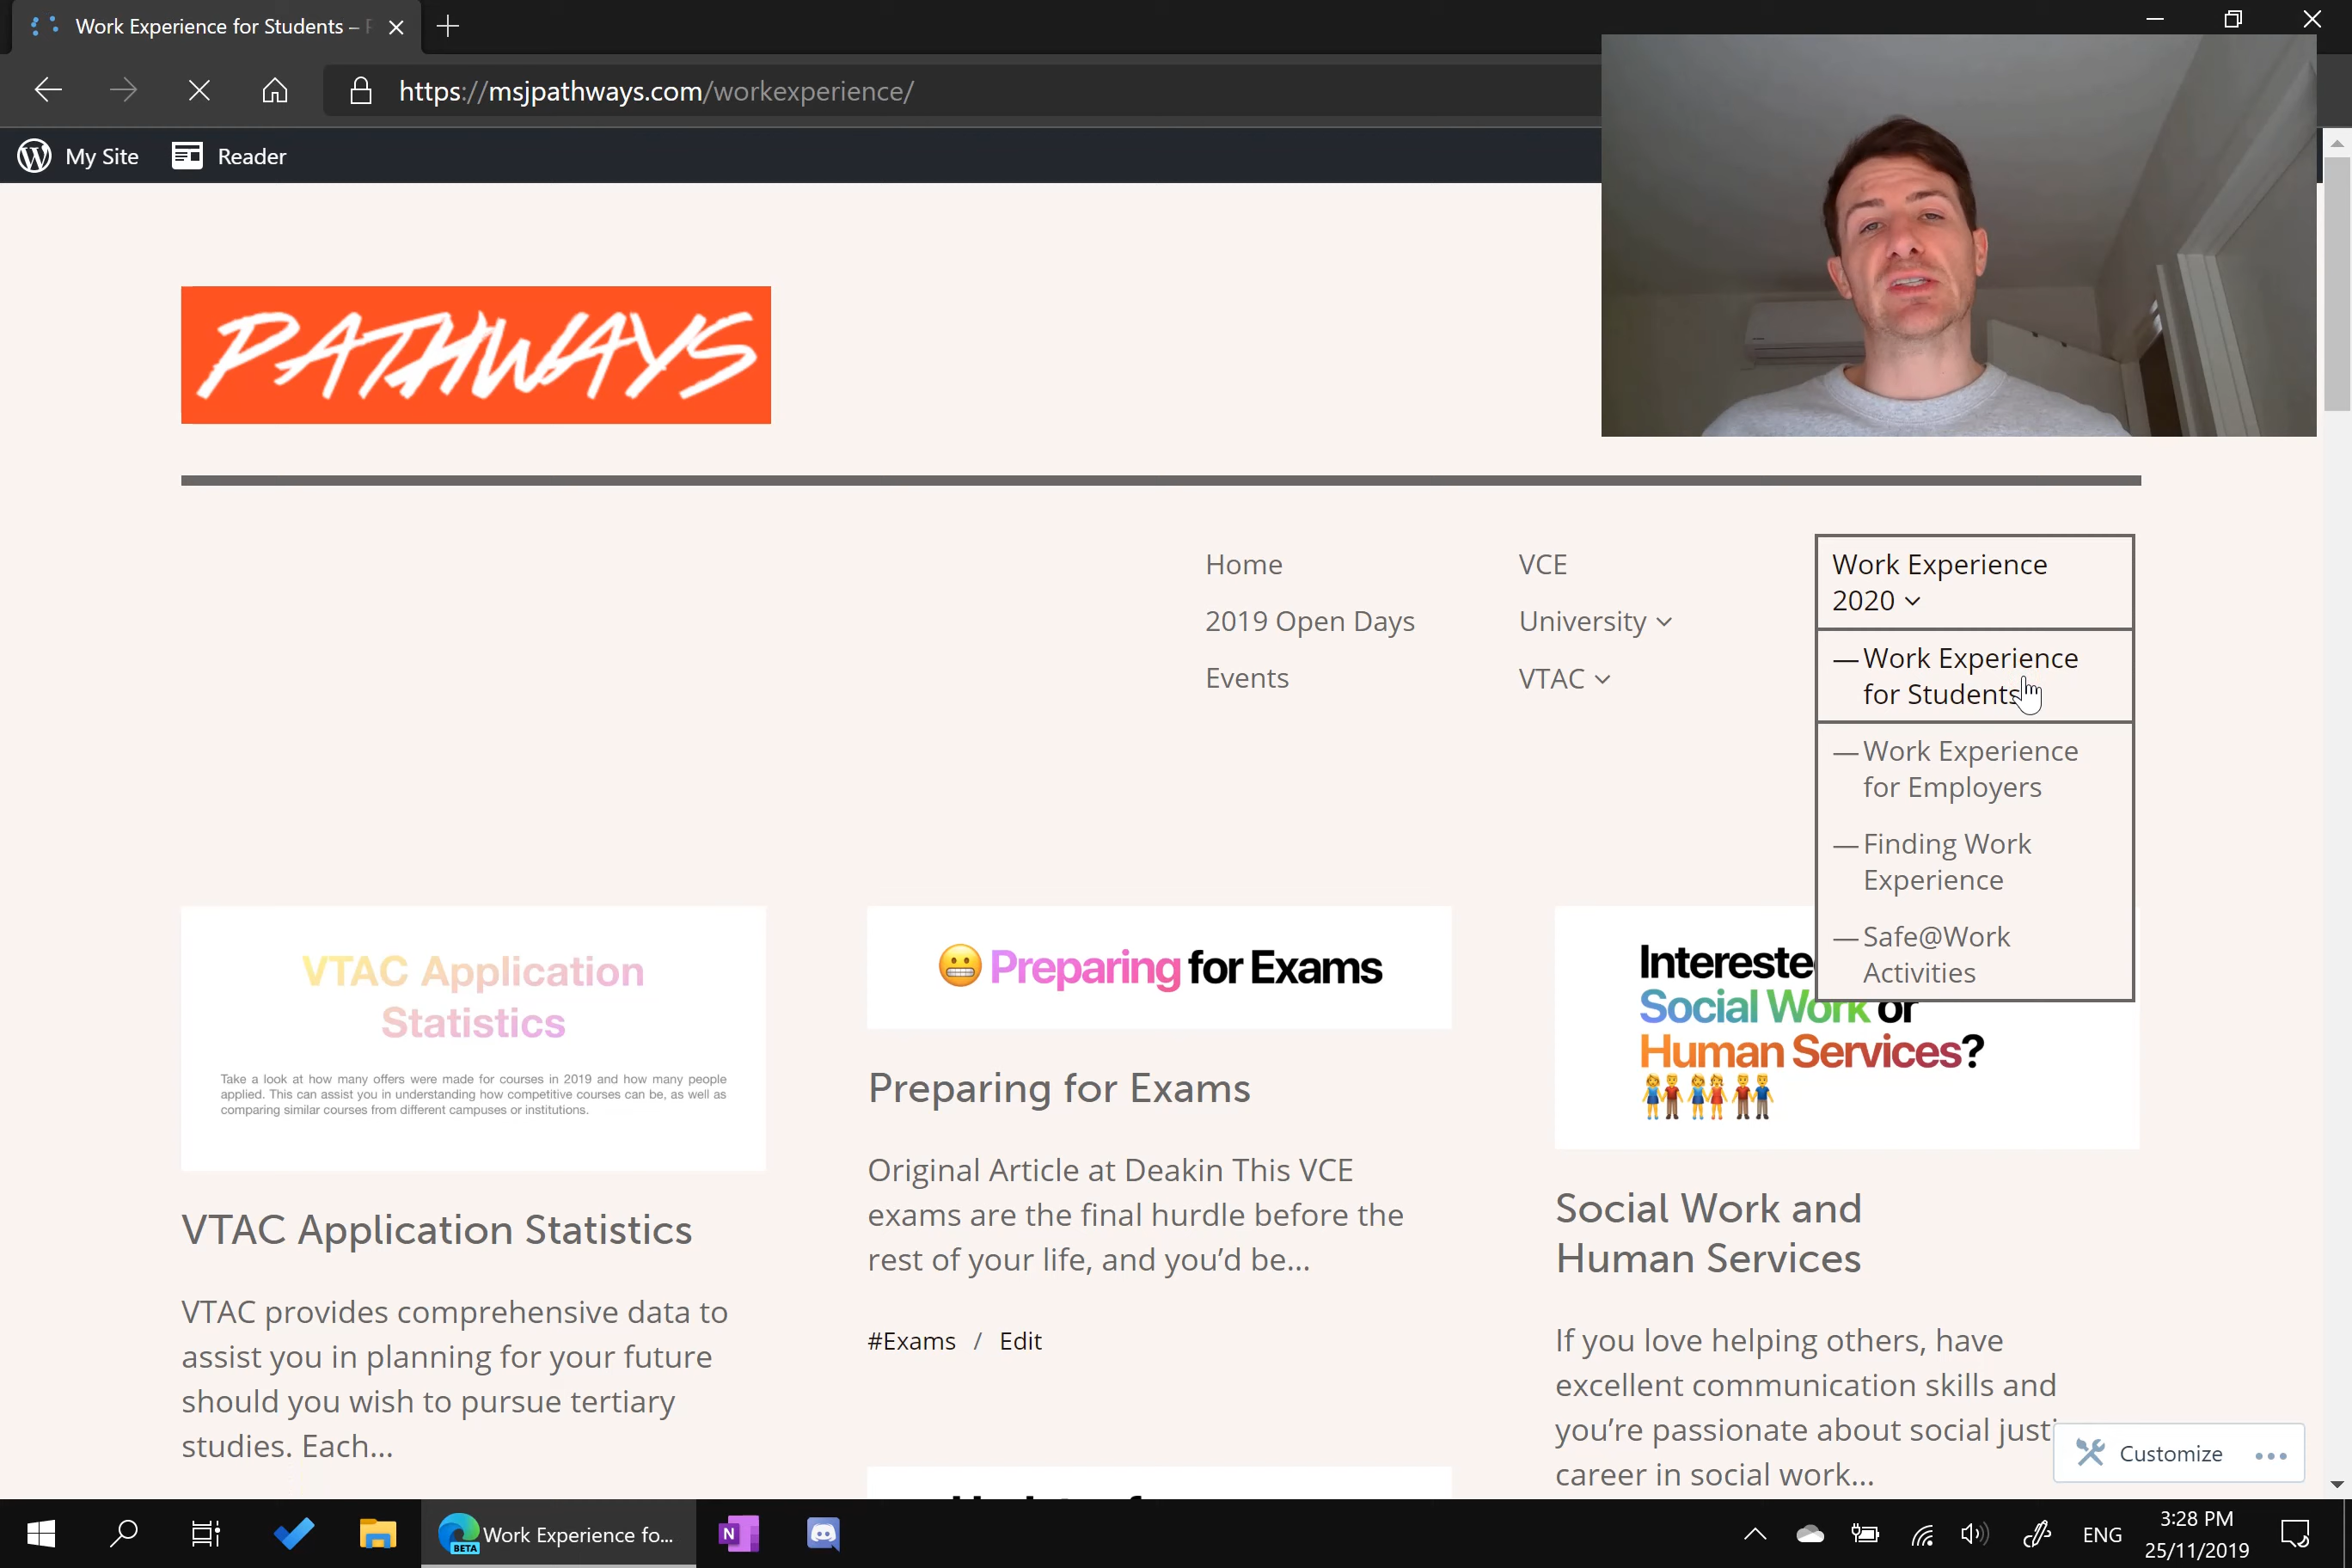 Work Experience for Students –
https://msjpathways.com/workexperience/
My Site
Reader
PATHWAYS
Home
2019 Open Days
Events
VCE
University
VTAC
Work Experience
2020
— Work Experience
for Students
— Work Experience
for Employers
— Finding Work
Experience
— Safe@Work
Activities
VTAC Application
Statistics
Take a look at how many offers were made for courses in 2019 and how many people
applied. This can assist you in understanding how competitive courses can be, as well as
comparing similar courses from different campuses or institutions.
VTAC Application Statistics
VTAC provides comprehensive data to
assist you in planning for your future
should you wish to pursue tertiary
studies. Each...
Preparing for Exams
Preparing for Exams
Original Article at Deakin This VCE
exams are the final hurdle before the
rest of your life, and you'd be...
#Exams / Edit
Social Work or
Human Services?
Social Work and
Human Services
If you love helping others, have
excellent communication skills and
you're passionate about social
career in social work...
Customize
BETA
Work Experience fo...
N
ENG
3:28 PM
25/11/2019